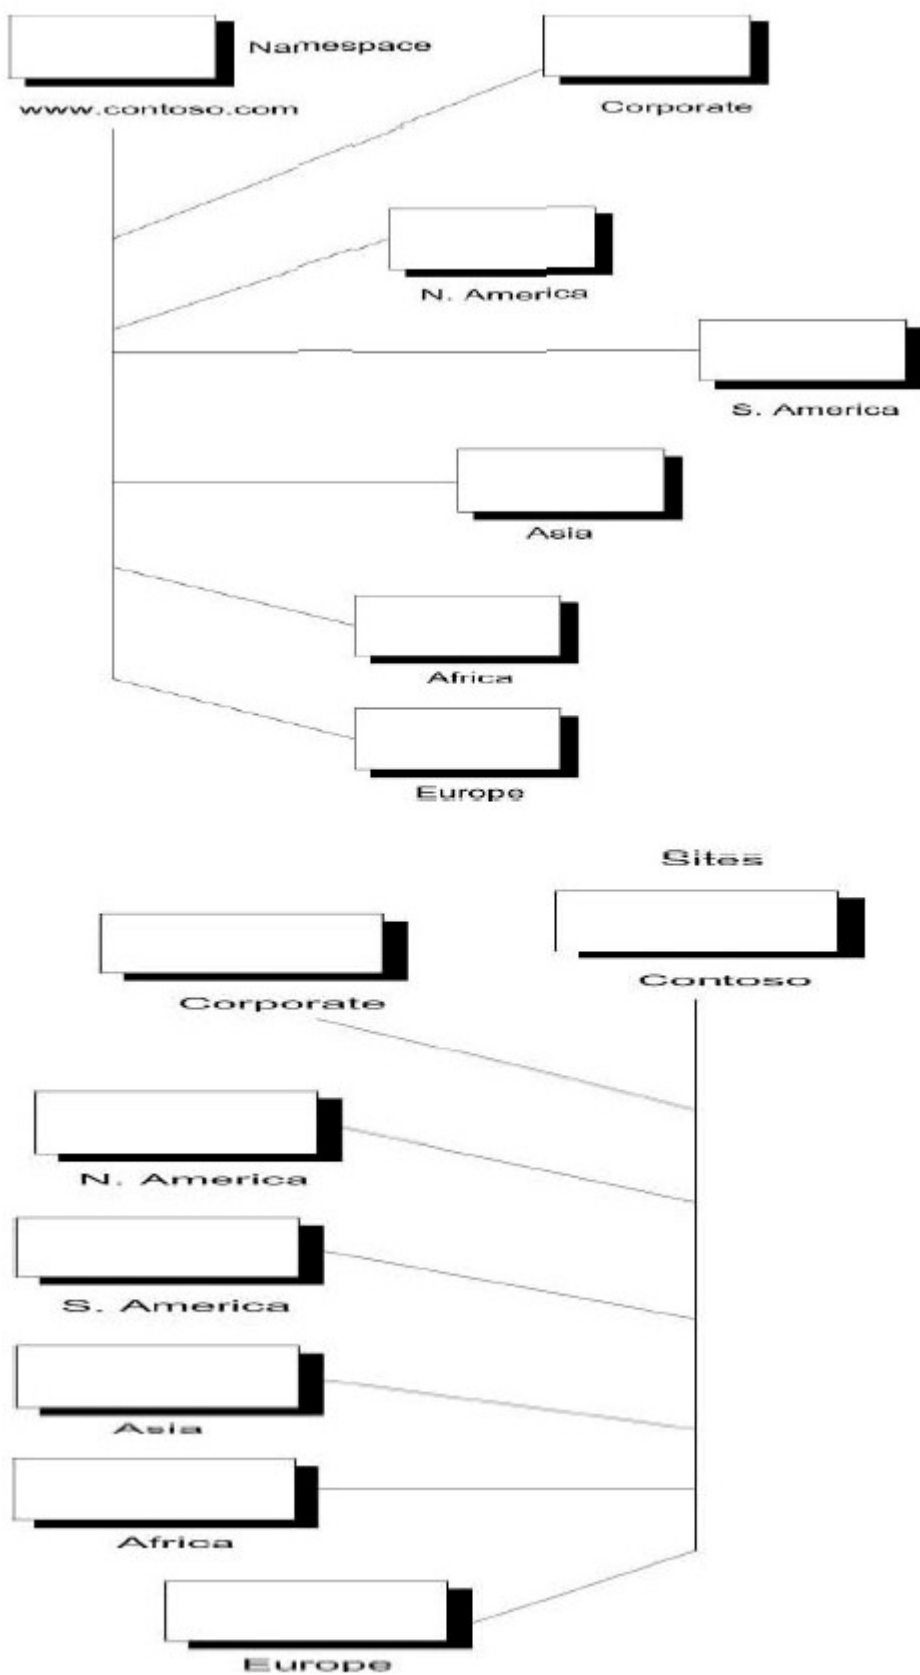 Namespace
www.contoso.com
Corporate
N. America
S. America
Asia
Africa
Europe
Sites
Contoso
Corporate
N. America
S. America
Asia
Africa
Europe